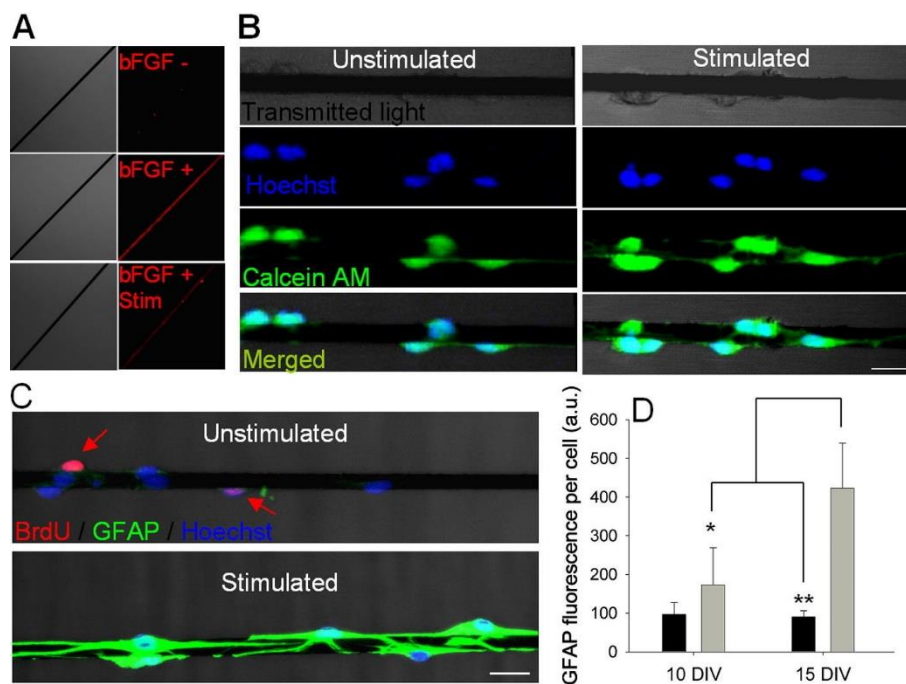 A
bFGF -
bFGF +
bFGF +
Stim
B
Unstimulated
Stimulated
Transmitted light
Hoechst
Calcein AM
Merged
C
Unstimulated
BrdU / GFAP / Hoechst
Stimulated
D
GFAP fluorescence per cell (a.u.)
600
500
400
300
200
100
0
*
**
10 DIV
15 DIV